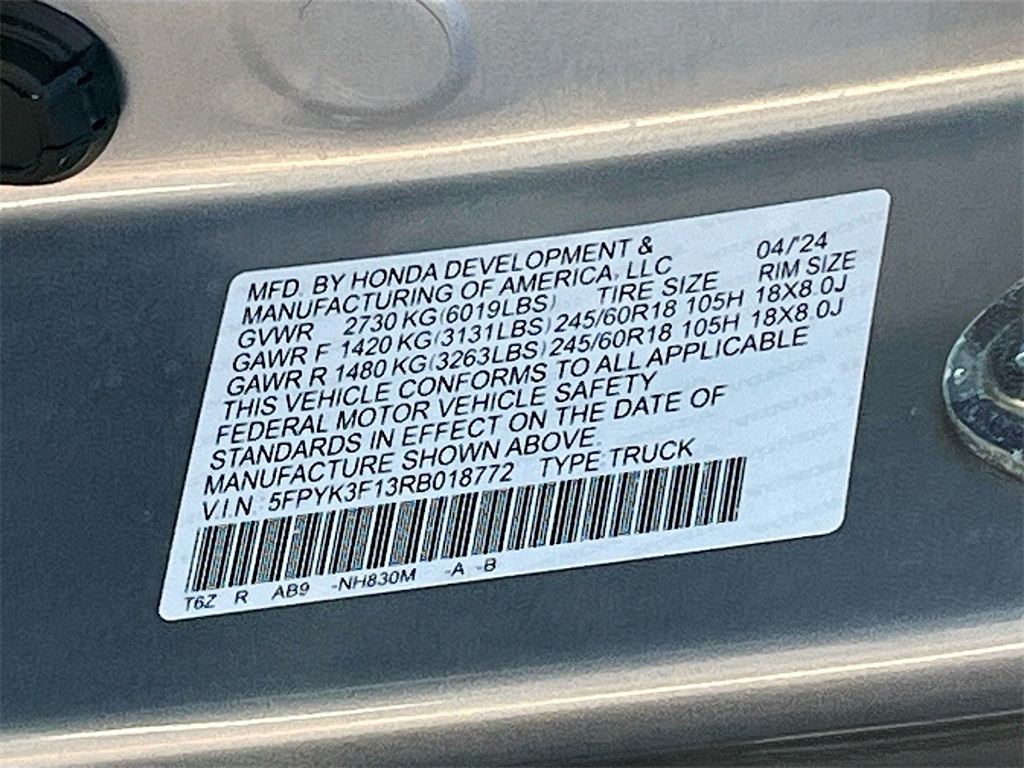 MFD. BY HONDA DEVELOPMENT & 04/'24
MANUFACTURING OF AMERICA, LLC RIM SIZE
GVWR 2730 KG(6019LBS) TIRE SIZE
GAWR F 1420 KG(3131LBS) 245/60R18 105H 18X8.0J
GAWR R 1480 KG(3263LBS) 245/60R18 105H 18X8.0J
THIS VEHICLE CONFORMS TO ALL APPLICABLE
FEDERAL MOTOR VEHICLE SAFETY
STANDARDS IN EFFECT ON THE DATE OF
MANUFACTURE SHOWN ABOVE.
V.I.N. 5FPYK3F13RB018772 TYPE TRUCK
T6Z R AB9 -NH830M -A -B